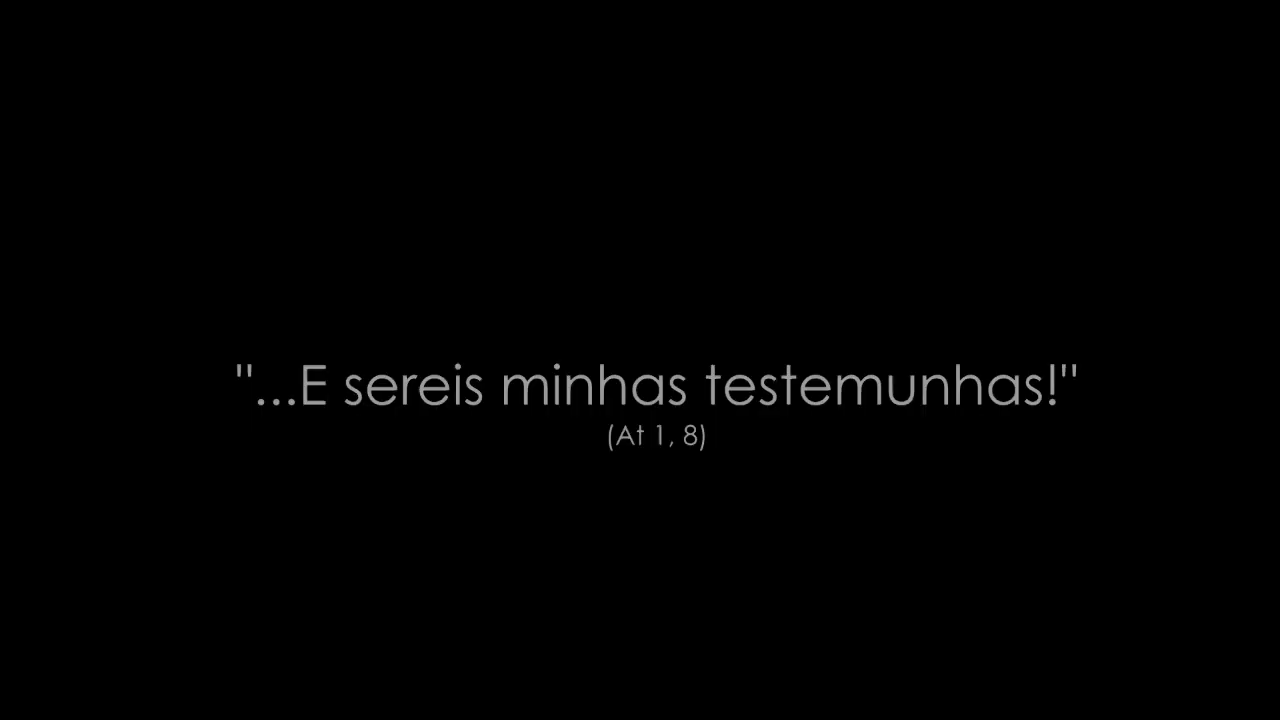 "...E sereis minhas testemunhas!"
(At 1, 8)